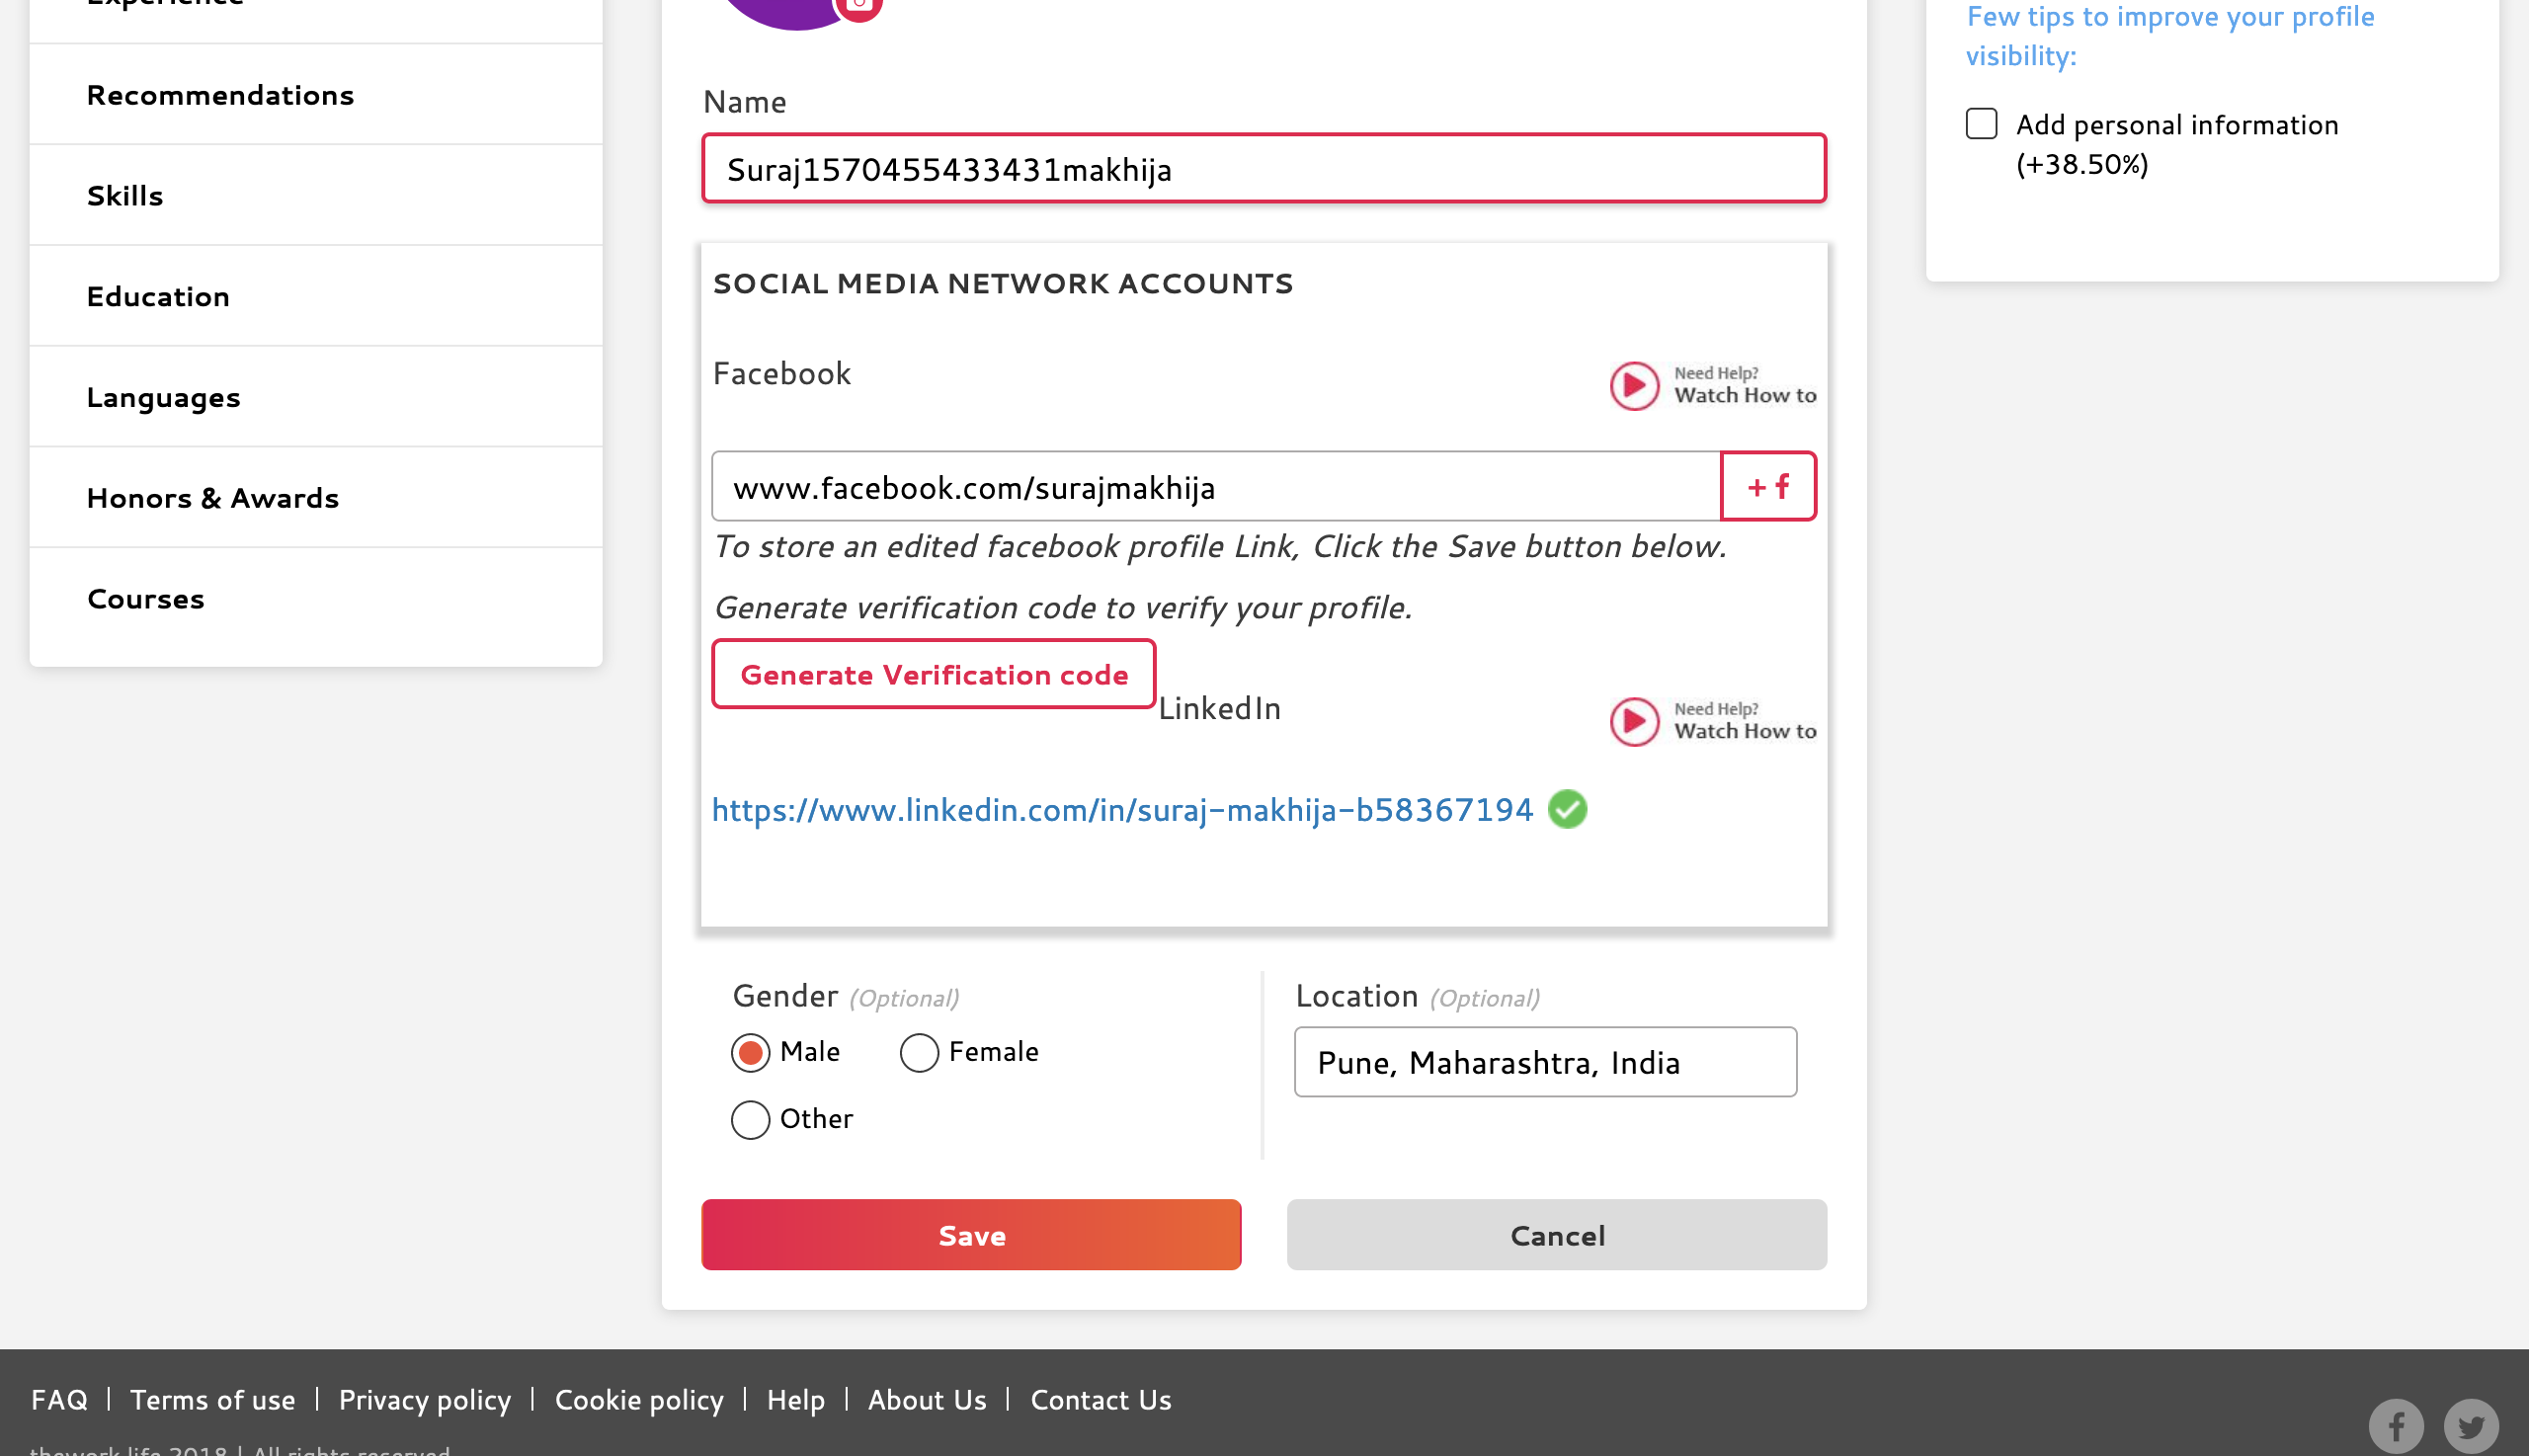 Experience
Recommendations
Skills
Education
Languages
Honors & Awards
Courses
Name
Suraj1570455433431makhija
SOCIAL MEDIA NETWORK ACCOUNTS
Facebook
Need Help?
Watch How to
www.facebook.com/surajmakhija
+ f
To store an edited facebook profile Link, Click the Save button below.
Generate verification code to verify your profile.
Generate Verification code
LinkedIn
Need Help?
Watch How to
https://www.linkedin.com/in/suraj-makhija-b58367194
Gender (Optional)
Male
Female
Other
Location (Optional)
Pune, Maharashtra, India
Save
Cancel
Few tips to improve your profile
visibility:
Add personal information
(+38.50%)
FAQ | Terms of use | Privacy policy | Cookie policy | Help | About Us | Contact Us
thework.life 2018 | All rights reserved